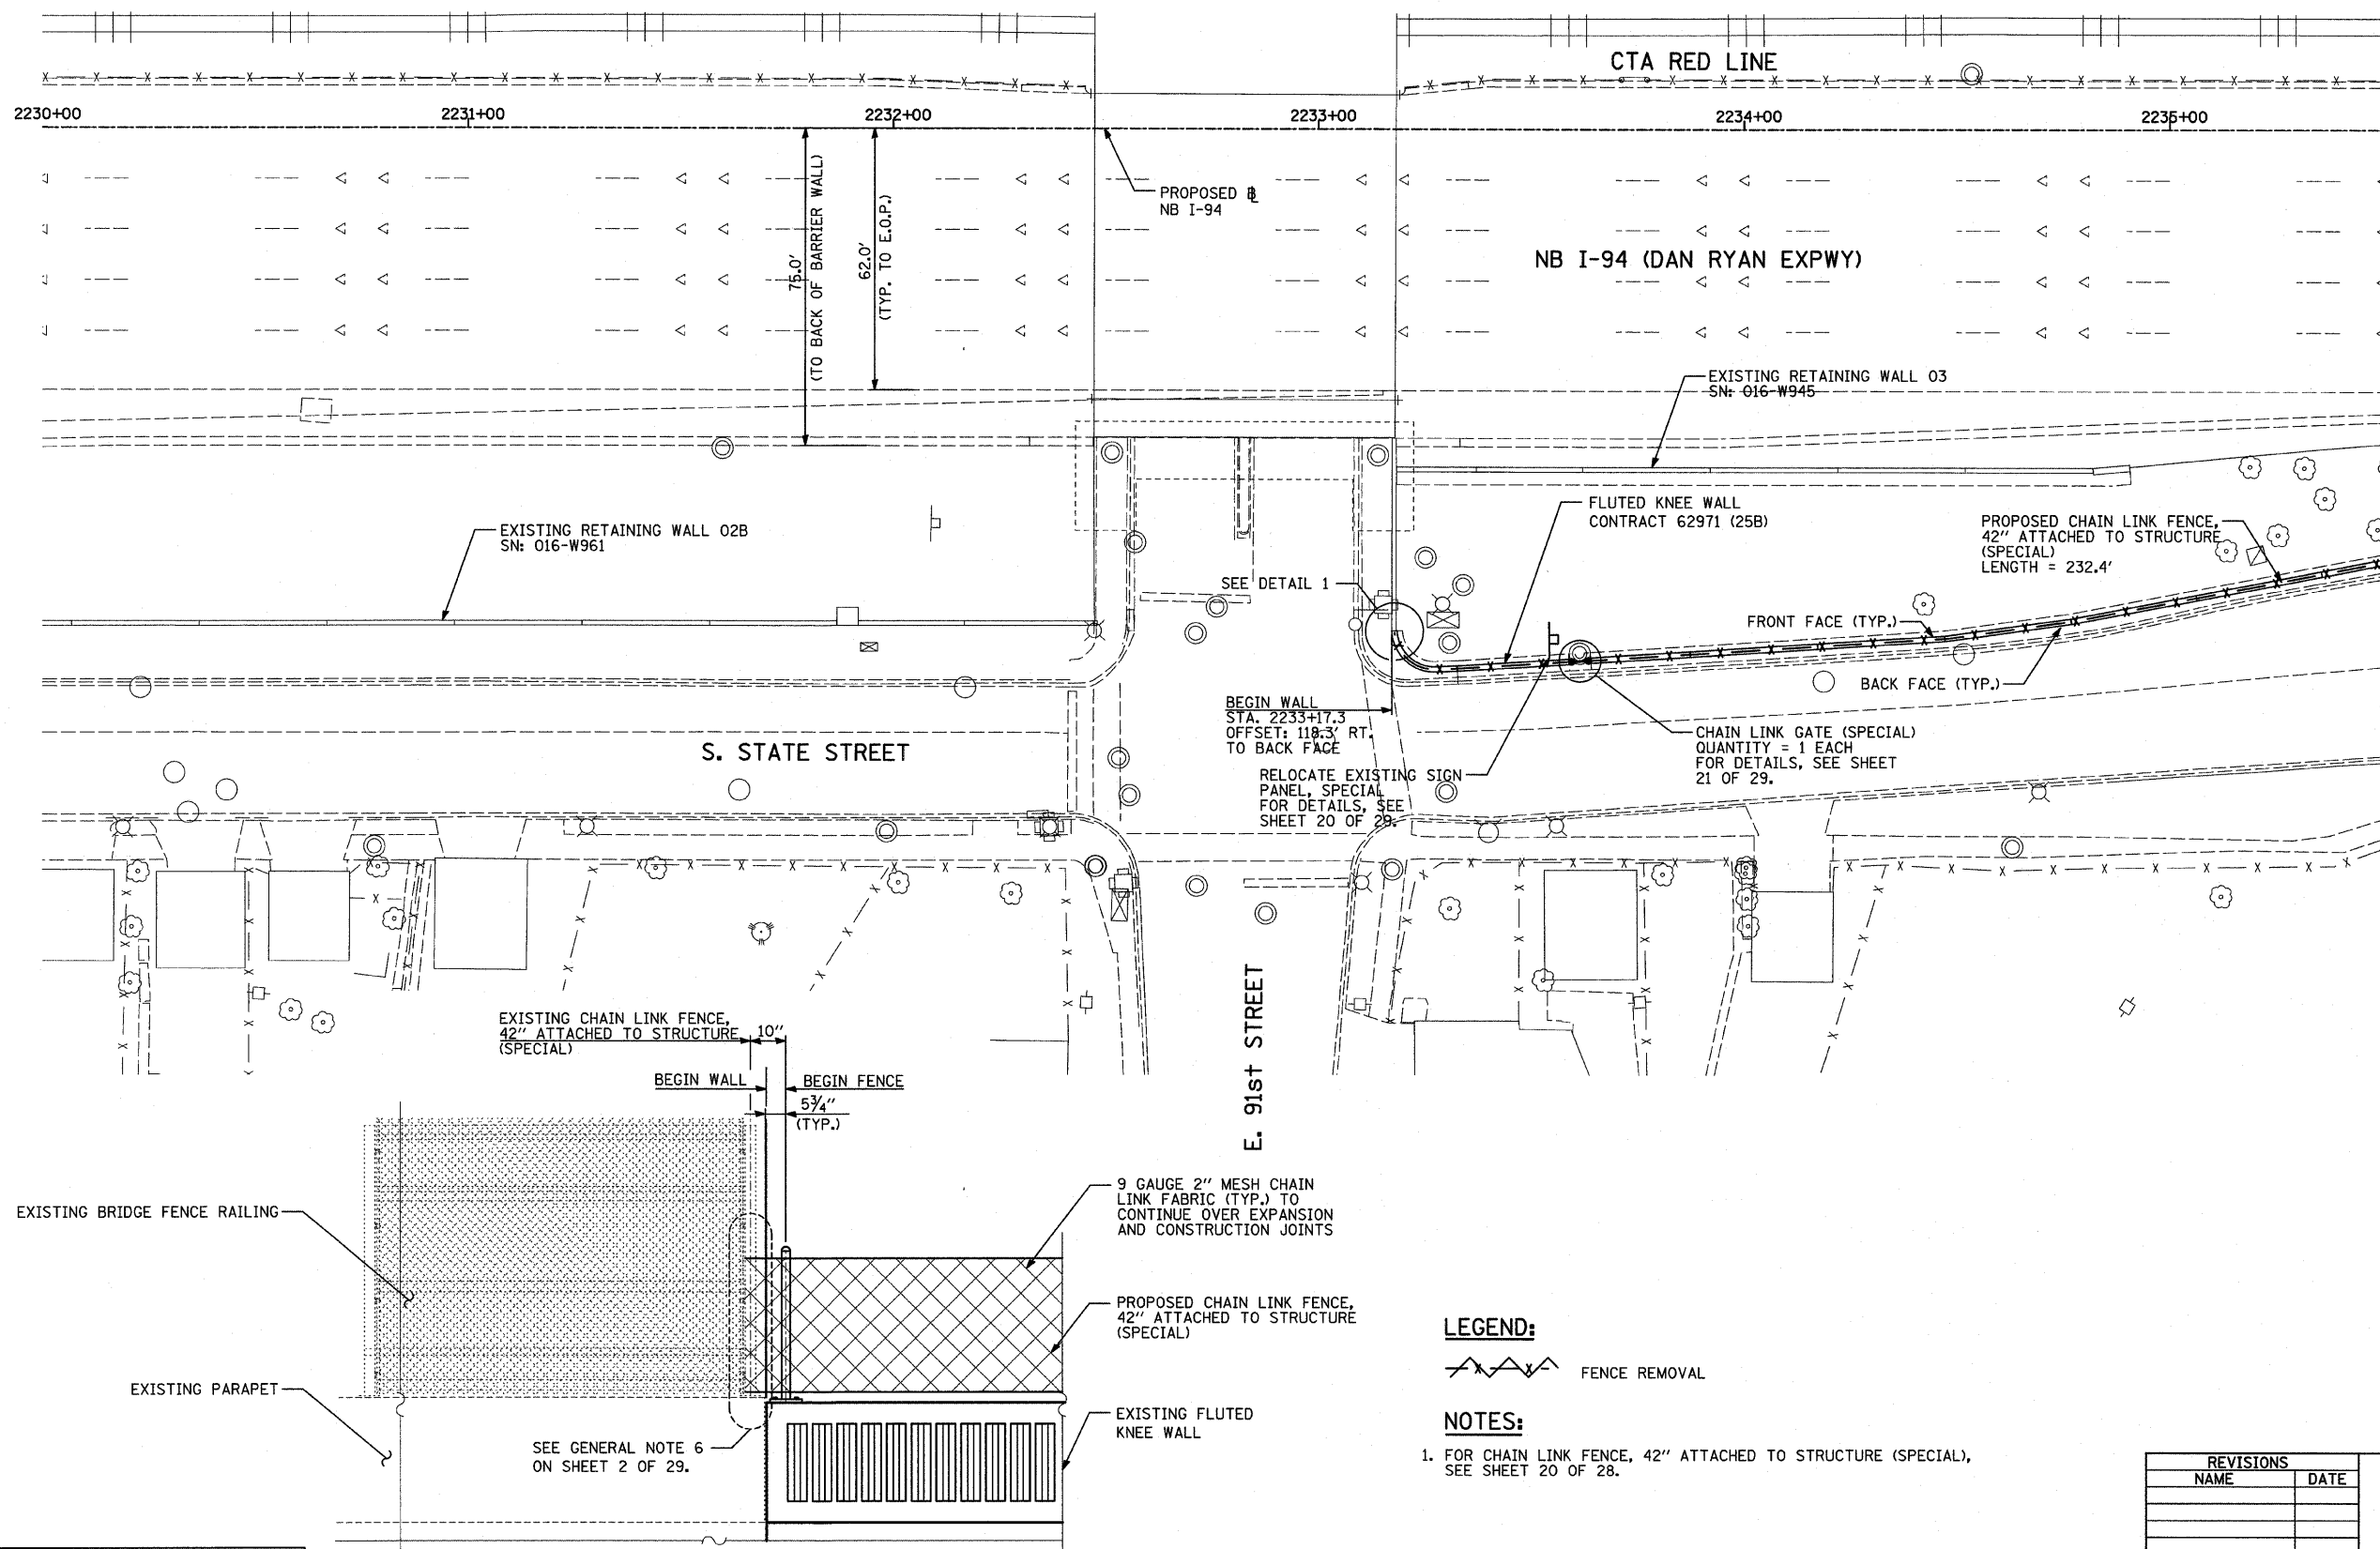 CTA RED LINE
2230+00
2231+00
2232+00
2233+00
2234+00
2235+00
75.0'
(TO BACK OF BARRIER WALL)
62.0'
(TYP. TO E.O.P.)
PROPOSED
NB I-94
NB I-94 (DAN RYAN EXPWY)
EXISTING RETAINING WALL 03
SN: 016-W945
EXISTING RETAINING WALL 02B
SN: 016-W961
FLUTED KNEE WALL
CONTRACT 62971 (25B)
PROPOSED CHAIN LINK FENCE,
42" ATTACHED TO STRUCTURE
(SPECIAL)
LENGTH = 232.4'
SEE DETAIL 1
FRONT FACE (TYP.)
BACK FACE (TYP.)
BEGIN WALL
STA. 2233+17.3
OFFSET: 118.3' RT.
TO BACK FACE
CHAIN LINK GATE (SPECIAL)
QUANTITY = 1 EACH
FOR DETAILS, SEE SHEET
21 OF 29.
S. STATE STREET
RELOCATE EXISTING SIGN
PANEL, SPECIAL
FOR DETAILS, SEE
SHEET 20 OF 29.
E. 91st STREET
EXISTING CHAIN LINK FENCE,
42" ATTACHED TO STRUCTURE
(SPECIAL)
10"
BEGIN WALL
BEGIN FENCE
5¾"
(TYP.)
EXISTING BRIDGE FENCE RAILING
9 GAUGE 2" MESH CHAIN
LINK FABRIC (TYP.) TO
CONTINUE OVER EXPANSION
AND CONSTRUCTION JOINTS
PROPOSED CHAIN LINK FENCE,
42" ATTACHED TO STRUCTURE
(SPECIAL)
EXISTING PARAPET
EXISTING FLUTED
KNEE WALL
SEE GENERAL NOTE 6
ON SHEET 2 OF 29.
LEGEND:
FENCE REMOVAL
NOTES:
1. FOR CHAIN LINK FENCE, 42" ATTACHED TO STRUCTURE (SPECIAL),
SEE SHEET 20 OF 28.
REVISIONS
NAME DATE